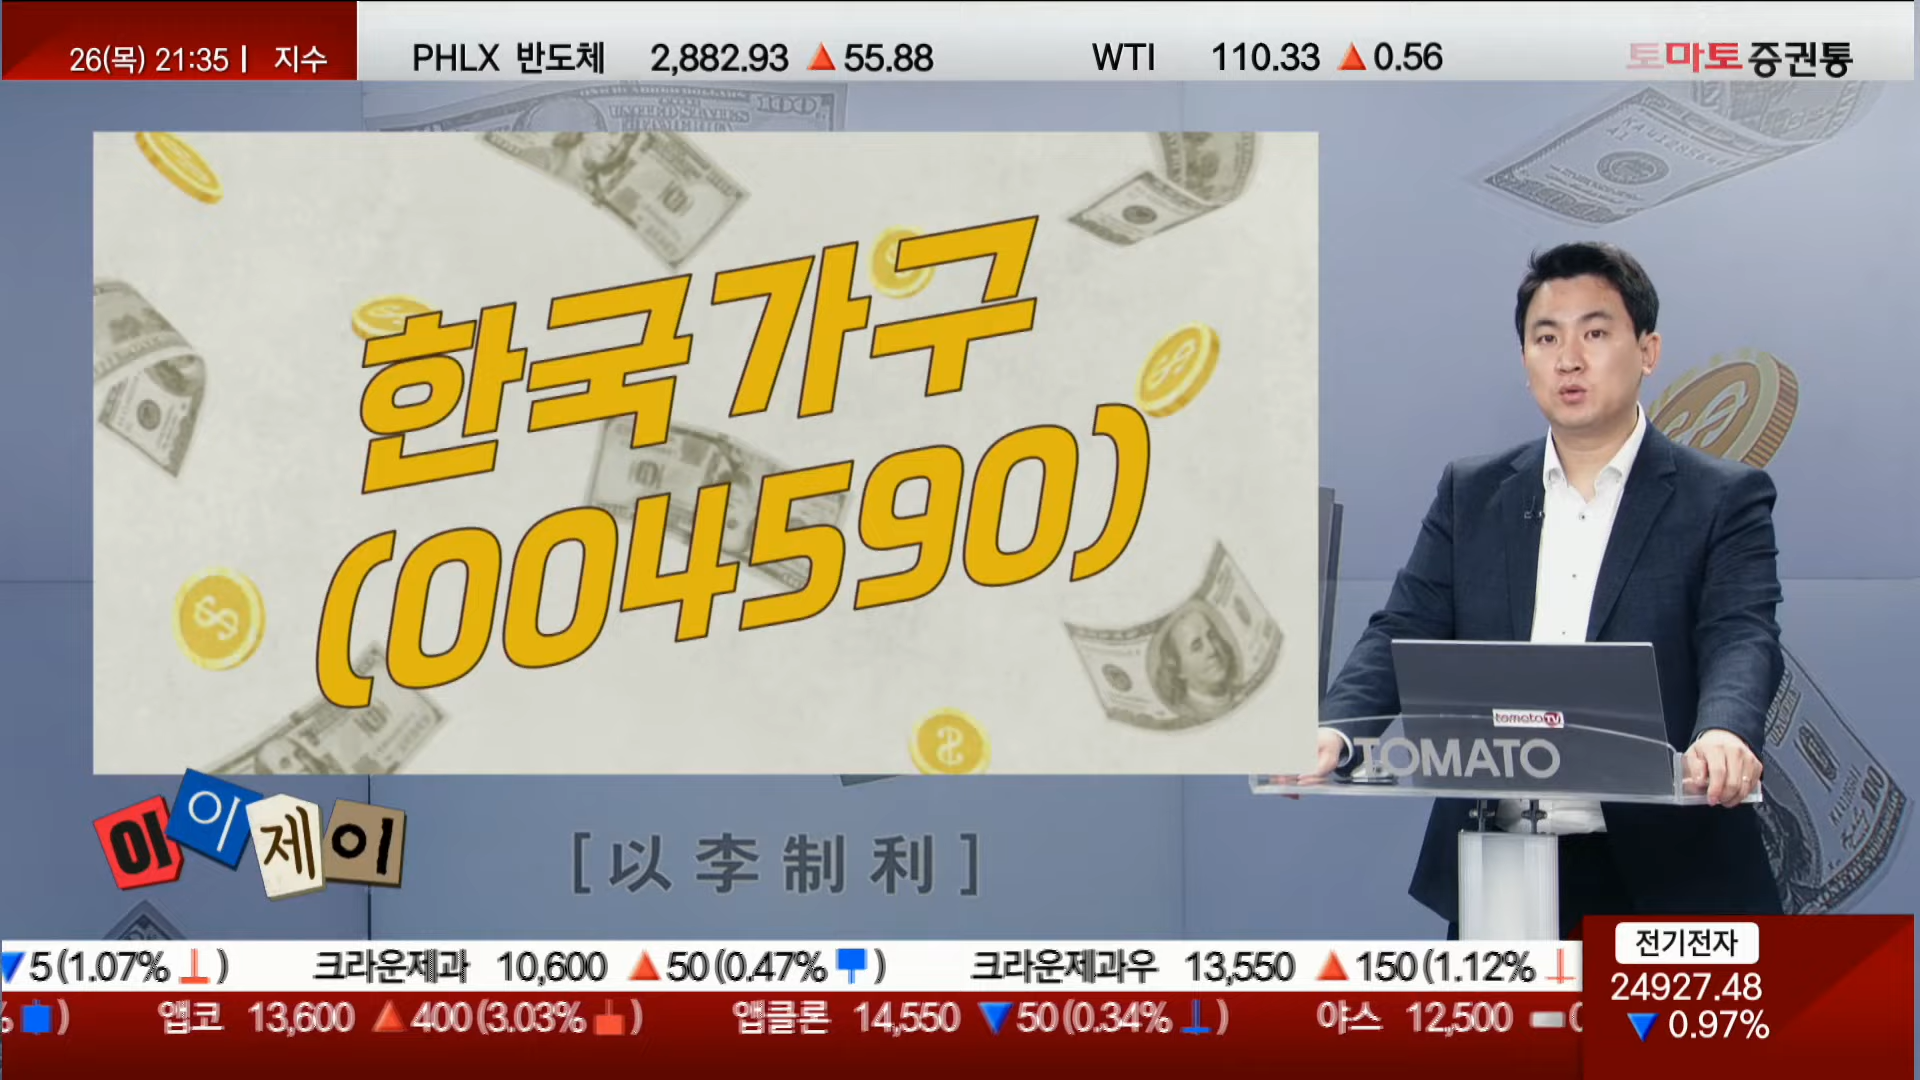 26(목) 21:35 | 지수
PHLX 반도체 2,882.93 ▲ 55.88 WTI 110.33 ▲ 0.56
토마토증권통
한국가구
(004590)
tomatoTV
TOMATO
이이제이
[以李制利]
▼5(1.07% ) 크라운제과 10,600 ▲50(0.47% ) 크라운제과우 13,550 ▲150(1.12%
% ) 앱코 13,600 ▲400(3.03% ) 앱클론 14,550 ▼50(0.34% ) 야스 12,500
전기전자
24927.48
▼ 0.97%